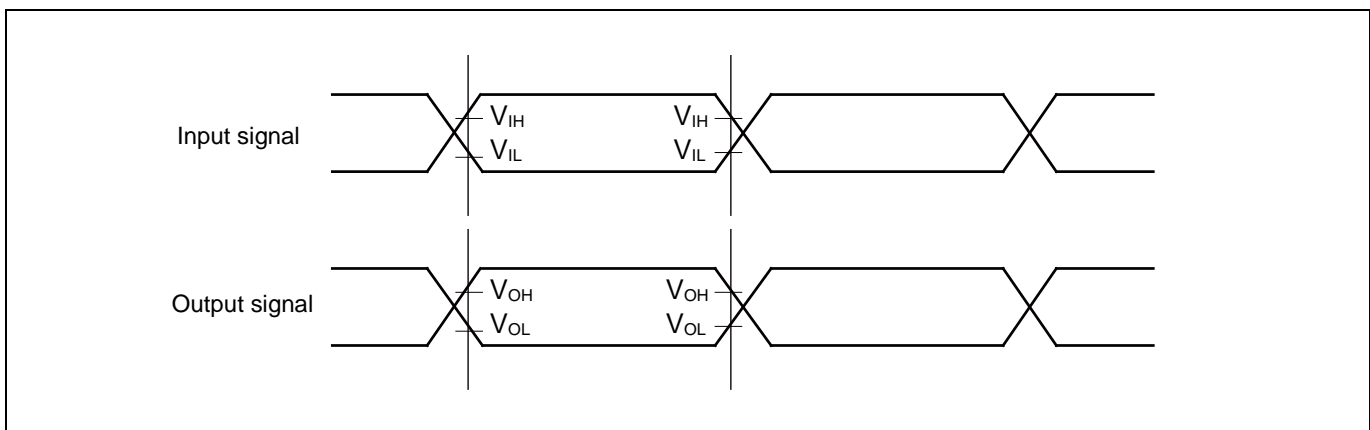 Input signal
VIH VIH
VIL VIL
Output signal
VOH VOH
VOL VOL